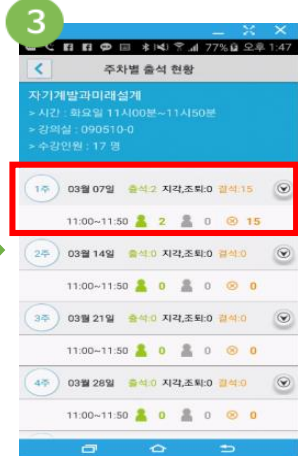 3
77% 오후 1:47
주차별 출석 현황
자기개발과미래설계
> 시간 : 화요일 11시00분~11시50분
> 강의실 : 090510-0
> 수강인원 : 17 명
1주 03월 07일 출석:2 지각,조퇴:0 결석:15
11:00~11:50 2 0 15
2주 03월 14일 출석:0 지각,조퇴:0 결석:0
11:00~11:50 0 0 0
3주 03월 21일 출석:0 지각,조퇴:0 결석:0
11:00~11:50 0 0 0
4주 03월 28일 출석:0 지각,조퇴:0 결석:0
11:00~11:50 0 0 0